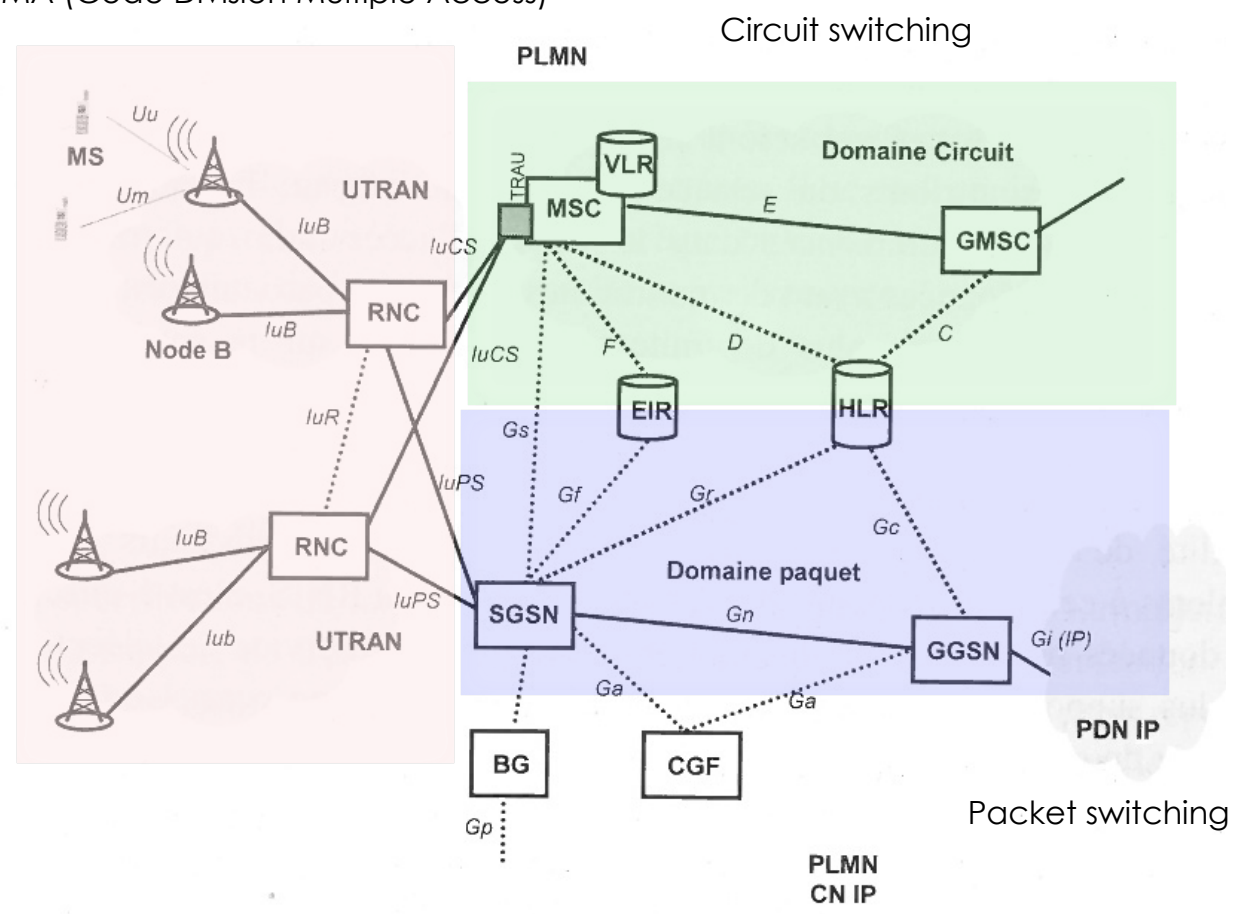 MA (Code Division Multiple Access)
Circuit switching
PLMN
Uu
MS
Um
UTRAN
IuB
IuCS
TRAU
VLR
MSC
Domaine Circuit
E
GMSC
IuB
RNC
Node B
IuCS
F
D
C
IuR
EIR
HLR
Gs
IuPS
Gf
Gr
Gc
IuB
RNC
Domaine paquet
IuPS
SGSN
Gn
GGSN
Gi (IP)
Iub
UTRAN
Ga
Ga
PDN IP
BG
CGF
Gp
Packet switching
PLMN
CN IP